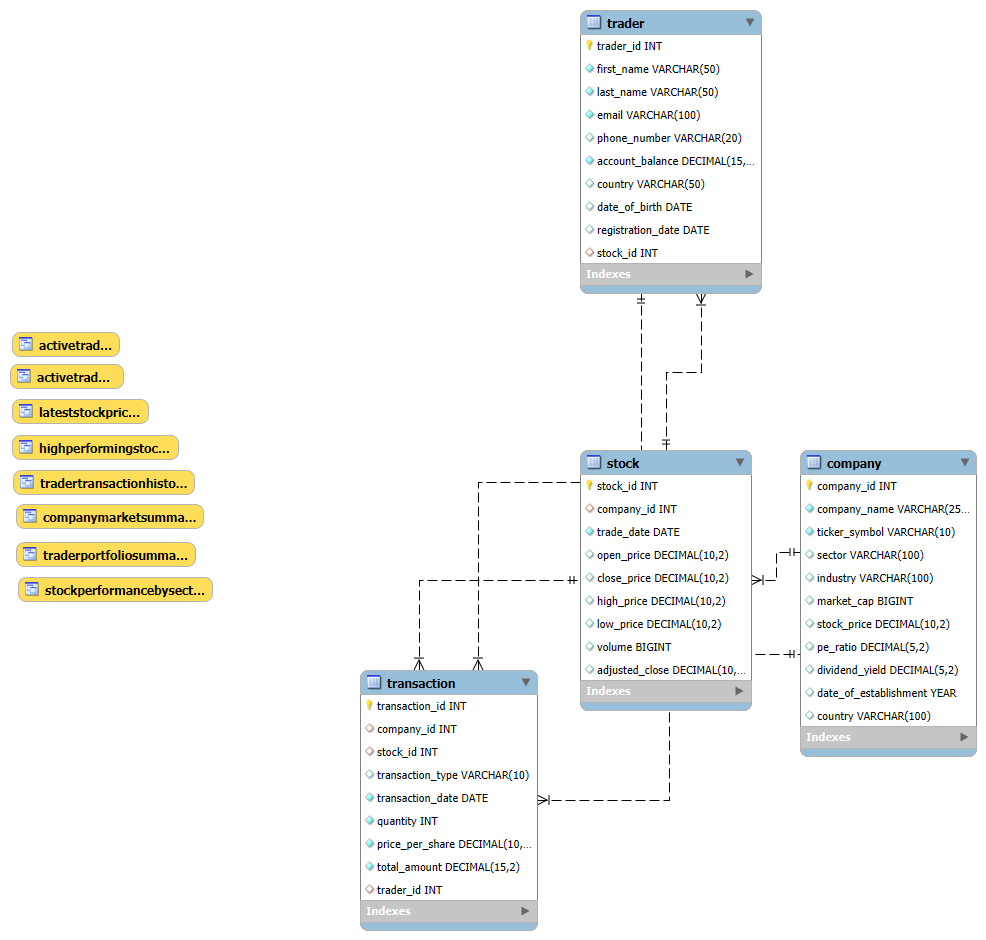 trader
trader_id INT
first_name VARCHAR(50)
last_name VARCHAR(50)
email VARCHAR(100)
phone_number VARCHAR(20)
account_balance DECIMAL(15,...
country VARCHAR(50)
date_of_birth DATE
registration_date DATE
stock_id INT
Indexes
activetrad...
activetrad...
lateststockpric...
highperformingstoc...
tradertransactionhisto...
companymarketsumma...
traderportfoliosumma...
stockperformancebysect...
stock
stock_id INT
company_id INT
trade_date DATE
open_price DECIMAL(10,2)
close_price DECIMAL(10,2)
high_price DECIMAL(10,2)
low_price DECIMAL(10,2)
volume BIGINT
adjusted_close DECIMAL(10,...
Indexes
company
company_id INT
company_name VARCHAR(25...
ticker_symbol VARCHAR(10)
sector VARCHAR(100)
industry VARCHAR(100)
market_cap BIGINT
stock_price DECIMAL(10,2)
pe_ratio DECIMAL(5,2)
dividend_yield DECIMAL(5,2)
date_of_establishment YEAR
country VARCHAR(100)
Indexes
transaction
transaction_id INT
company_id INT
stock_id INT
transaction_type VARCHAR(10)
transaction_date DATE
quantity INT
price_per_share DECIMAL(10,...
total_amount DECIMAL(15,2)
trader_id INT
Indexes